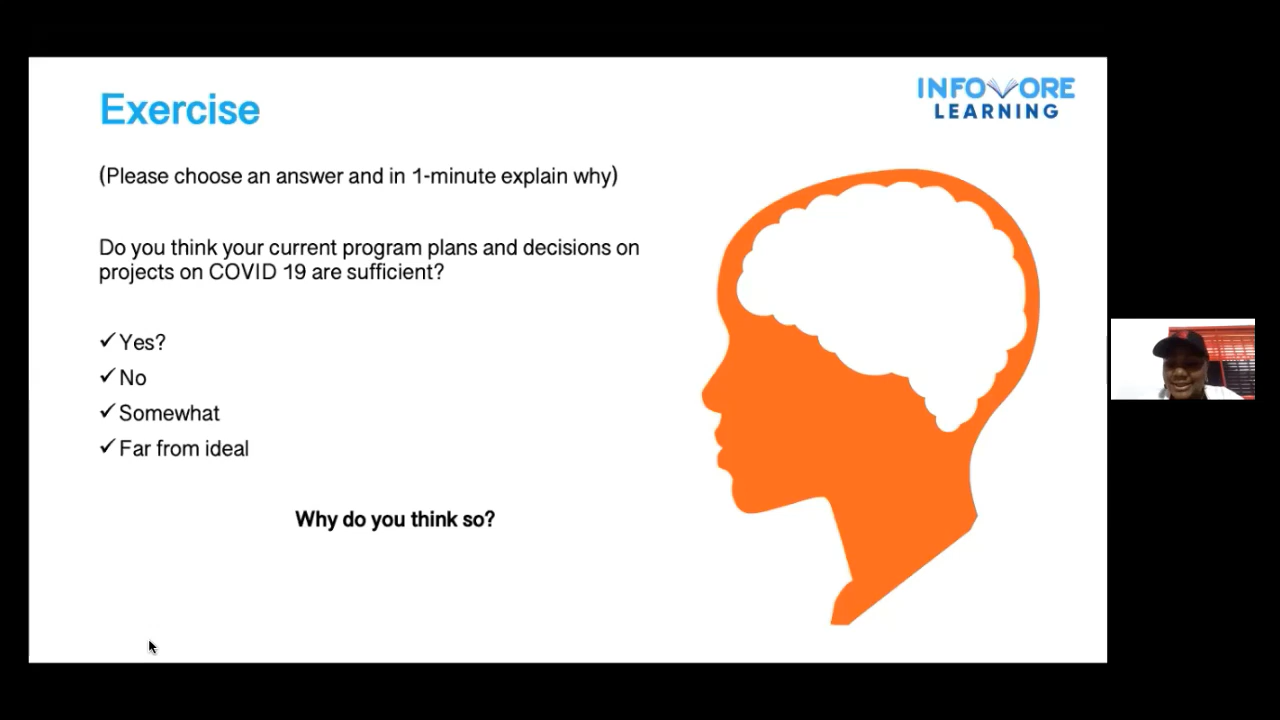 Exercise
INFOVORE
LEARNING
(Please choose an answer and in 1-minute explain why)
Do you think your current program plans and decisions on
projects on COVID 19 are sufficient?
✓Yes?
✓No
✓Somewhat
✓Far from ideal
Why do you think so?